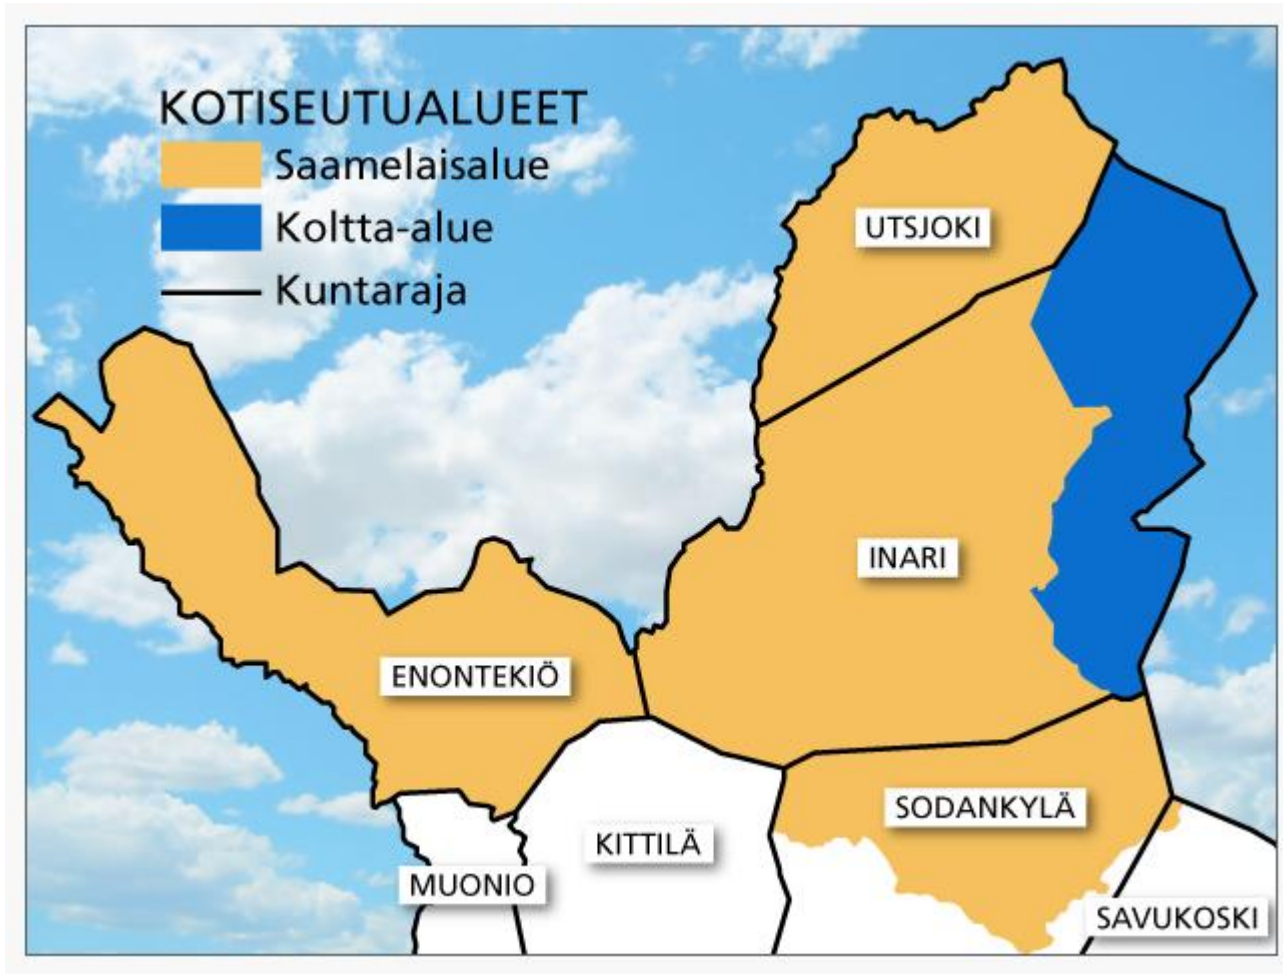 KOTISEUTUALUEET
Saamelaisalue
Koltta-alue
Kuntaraja
UTSJOKI
INARI
ENONTEKIÖ
SODANKYLÄ
KITTILÄ
MUONIO
SAVUKOSKI